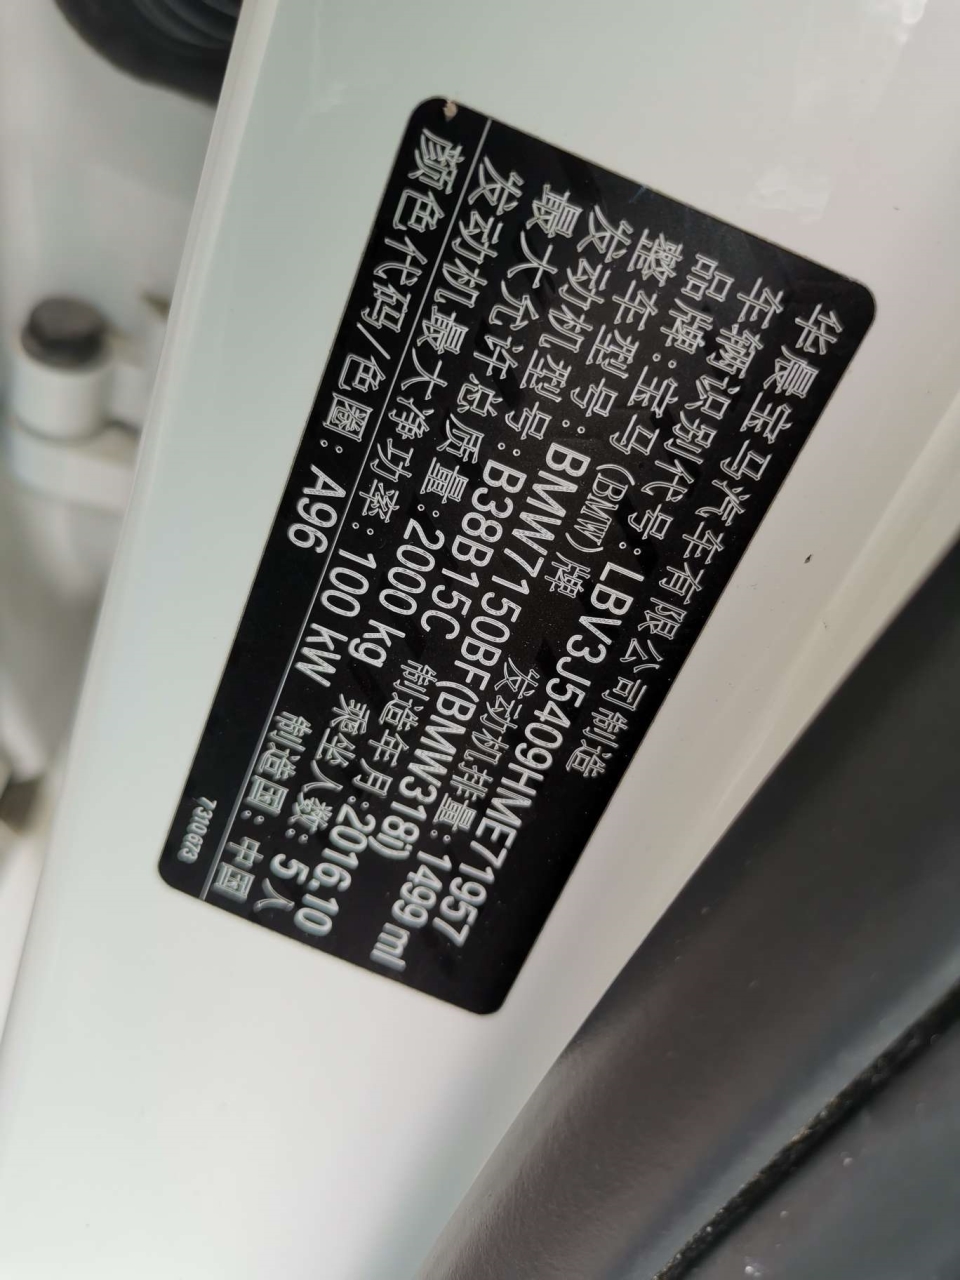 华晨宝马汽车有限公司制造
车辆识别代号：LBV3J5409HME71957
品牌：宝马（BMW）牌 发动机排量：1499 ml
整车型号：BMW7150BF(BMW318i)
发动机型号：B38B15C 制造年月：2016.10
最大允许总质量：2000 kg 乘坐人数：5 人
发动机最大净功率：100 kW 制造国：中国
颜色代码/色圈：A96 7310673